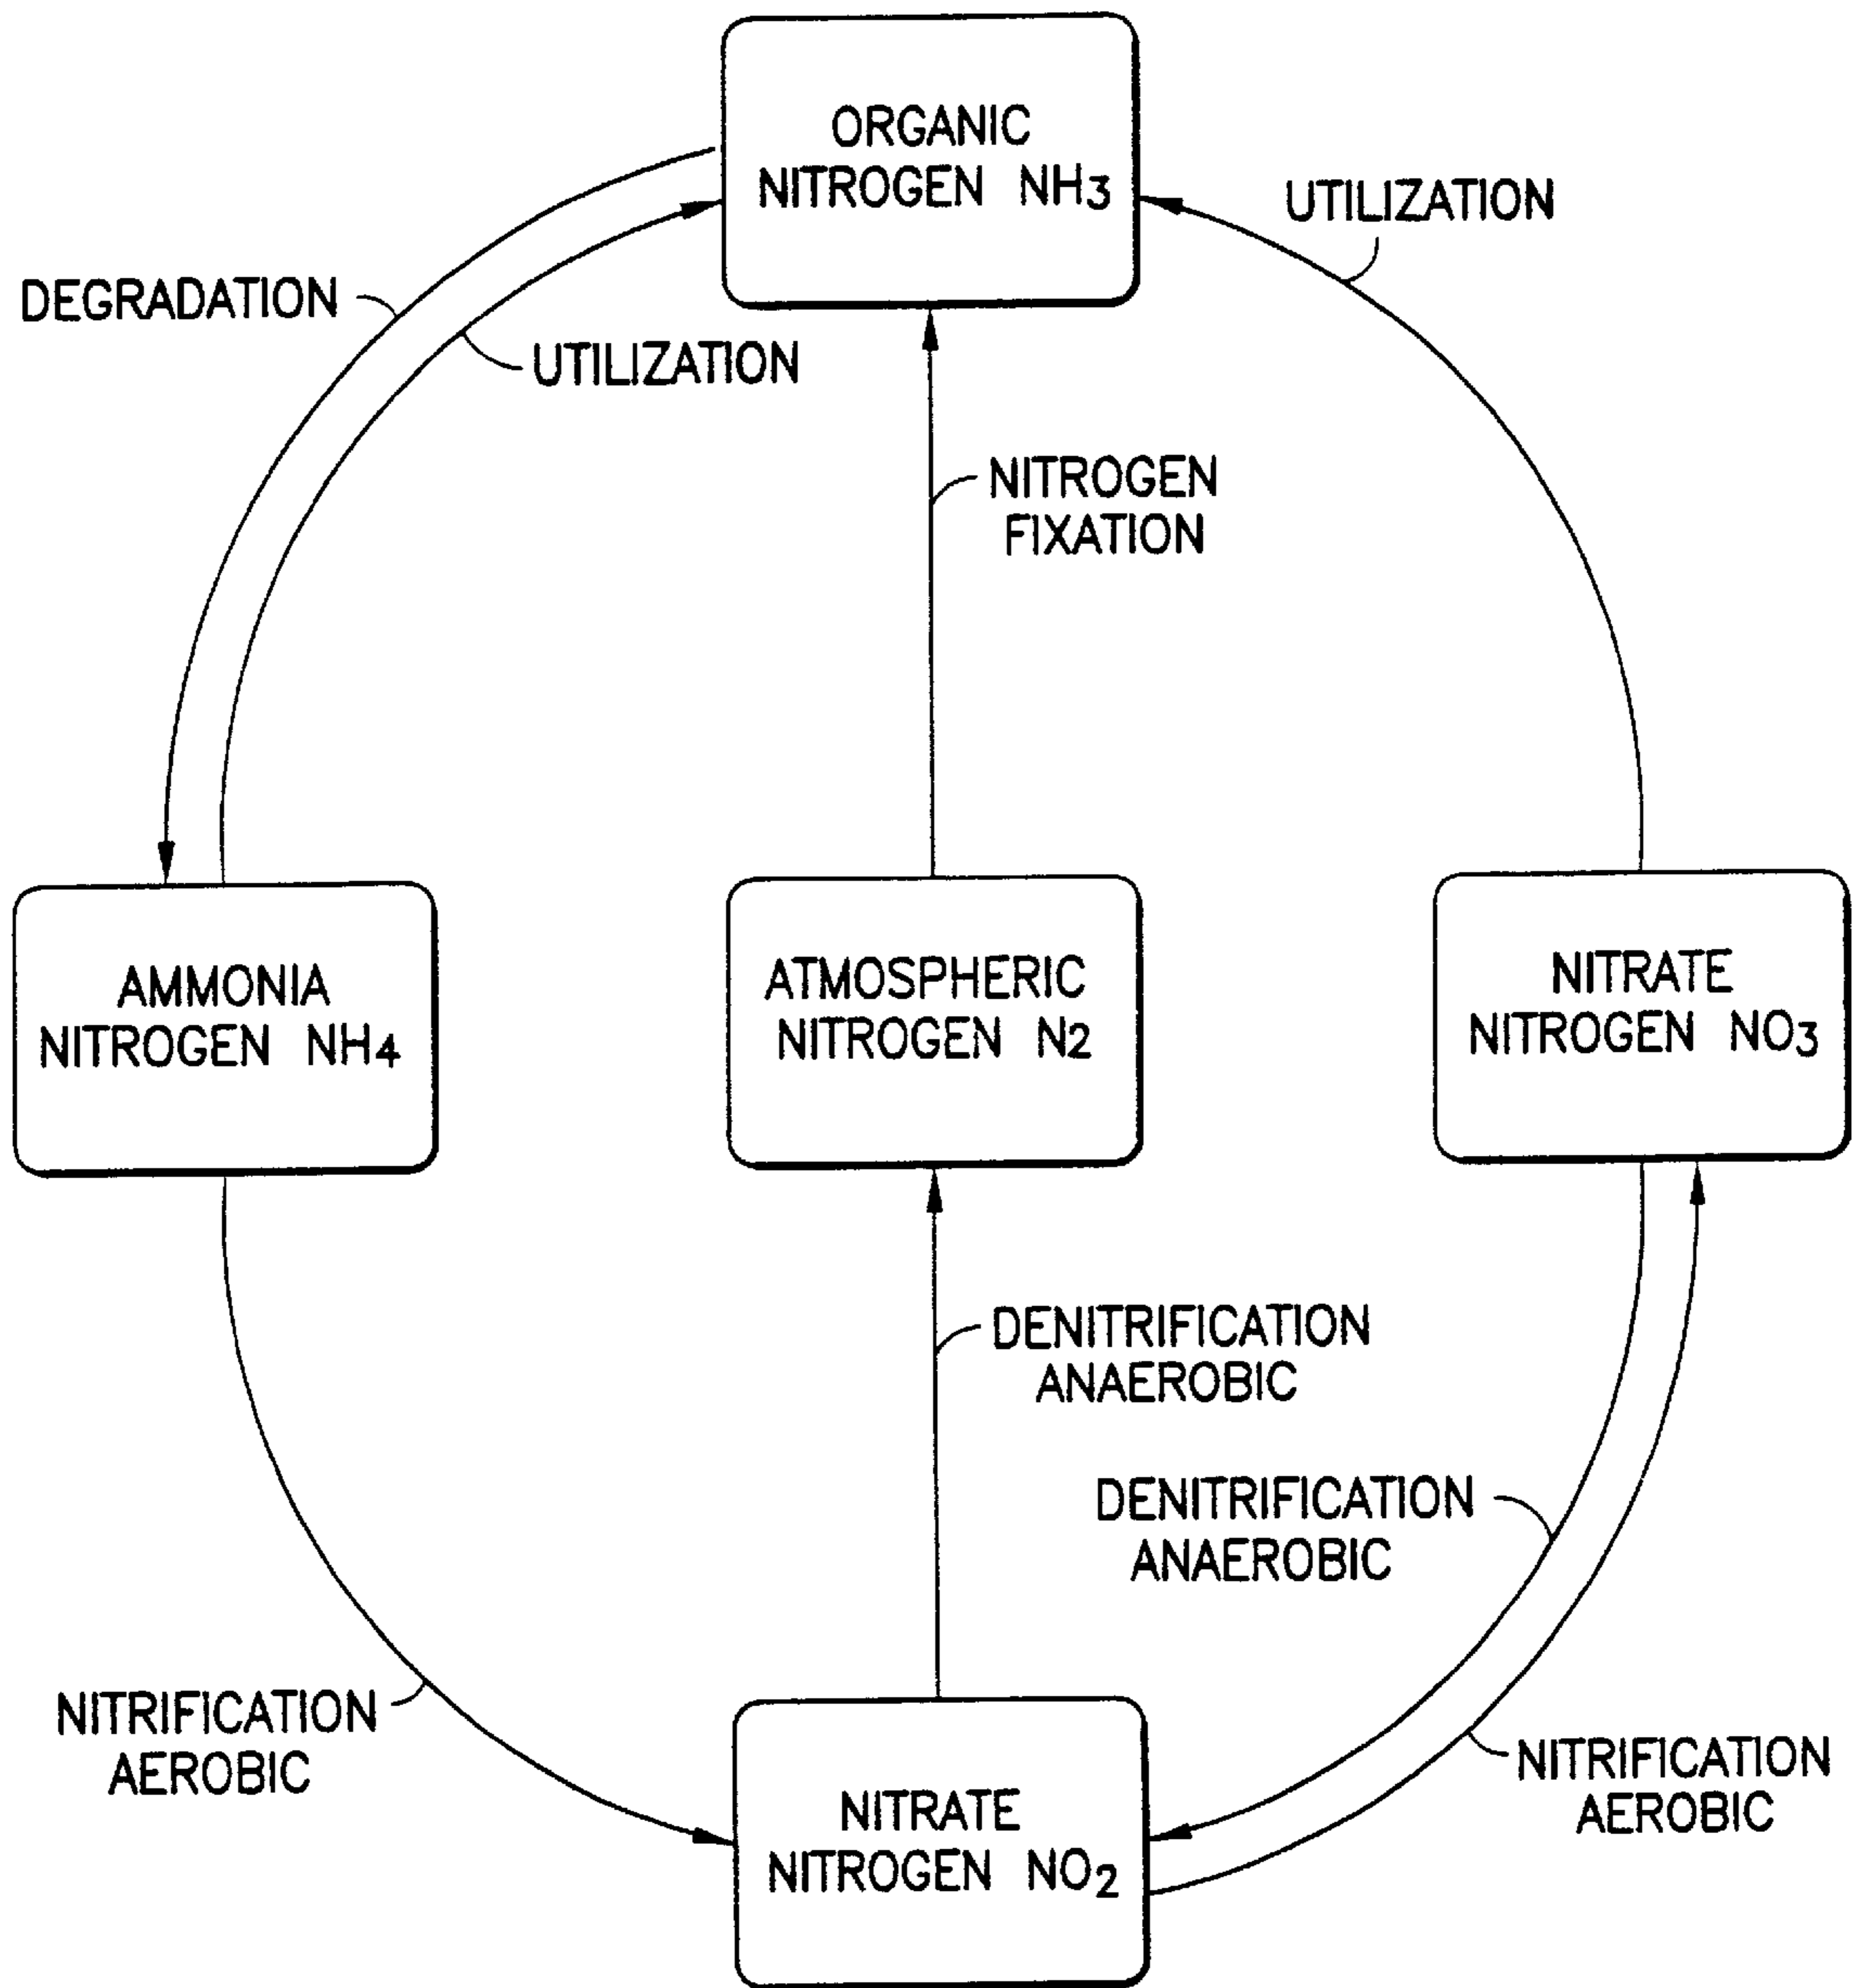 ORGANIC
NITROGEN NH3
UTILIZATION
DEGRADATION
UTILIZATION
NITROGEN
FIXATION
AMMONIA
NITROGEN NH4
ATMOSPHERIC
NITROGEN N2
NITRATE
NITROGEN NO3
DENITRIFICATION
ANAEROBIC
DENITRIFICATION
ANAEROBIC
NITRIFICATION
AEROBIC
NITRIFICATION
AEROBIC
NITRATE
NITROGEN NO2